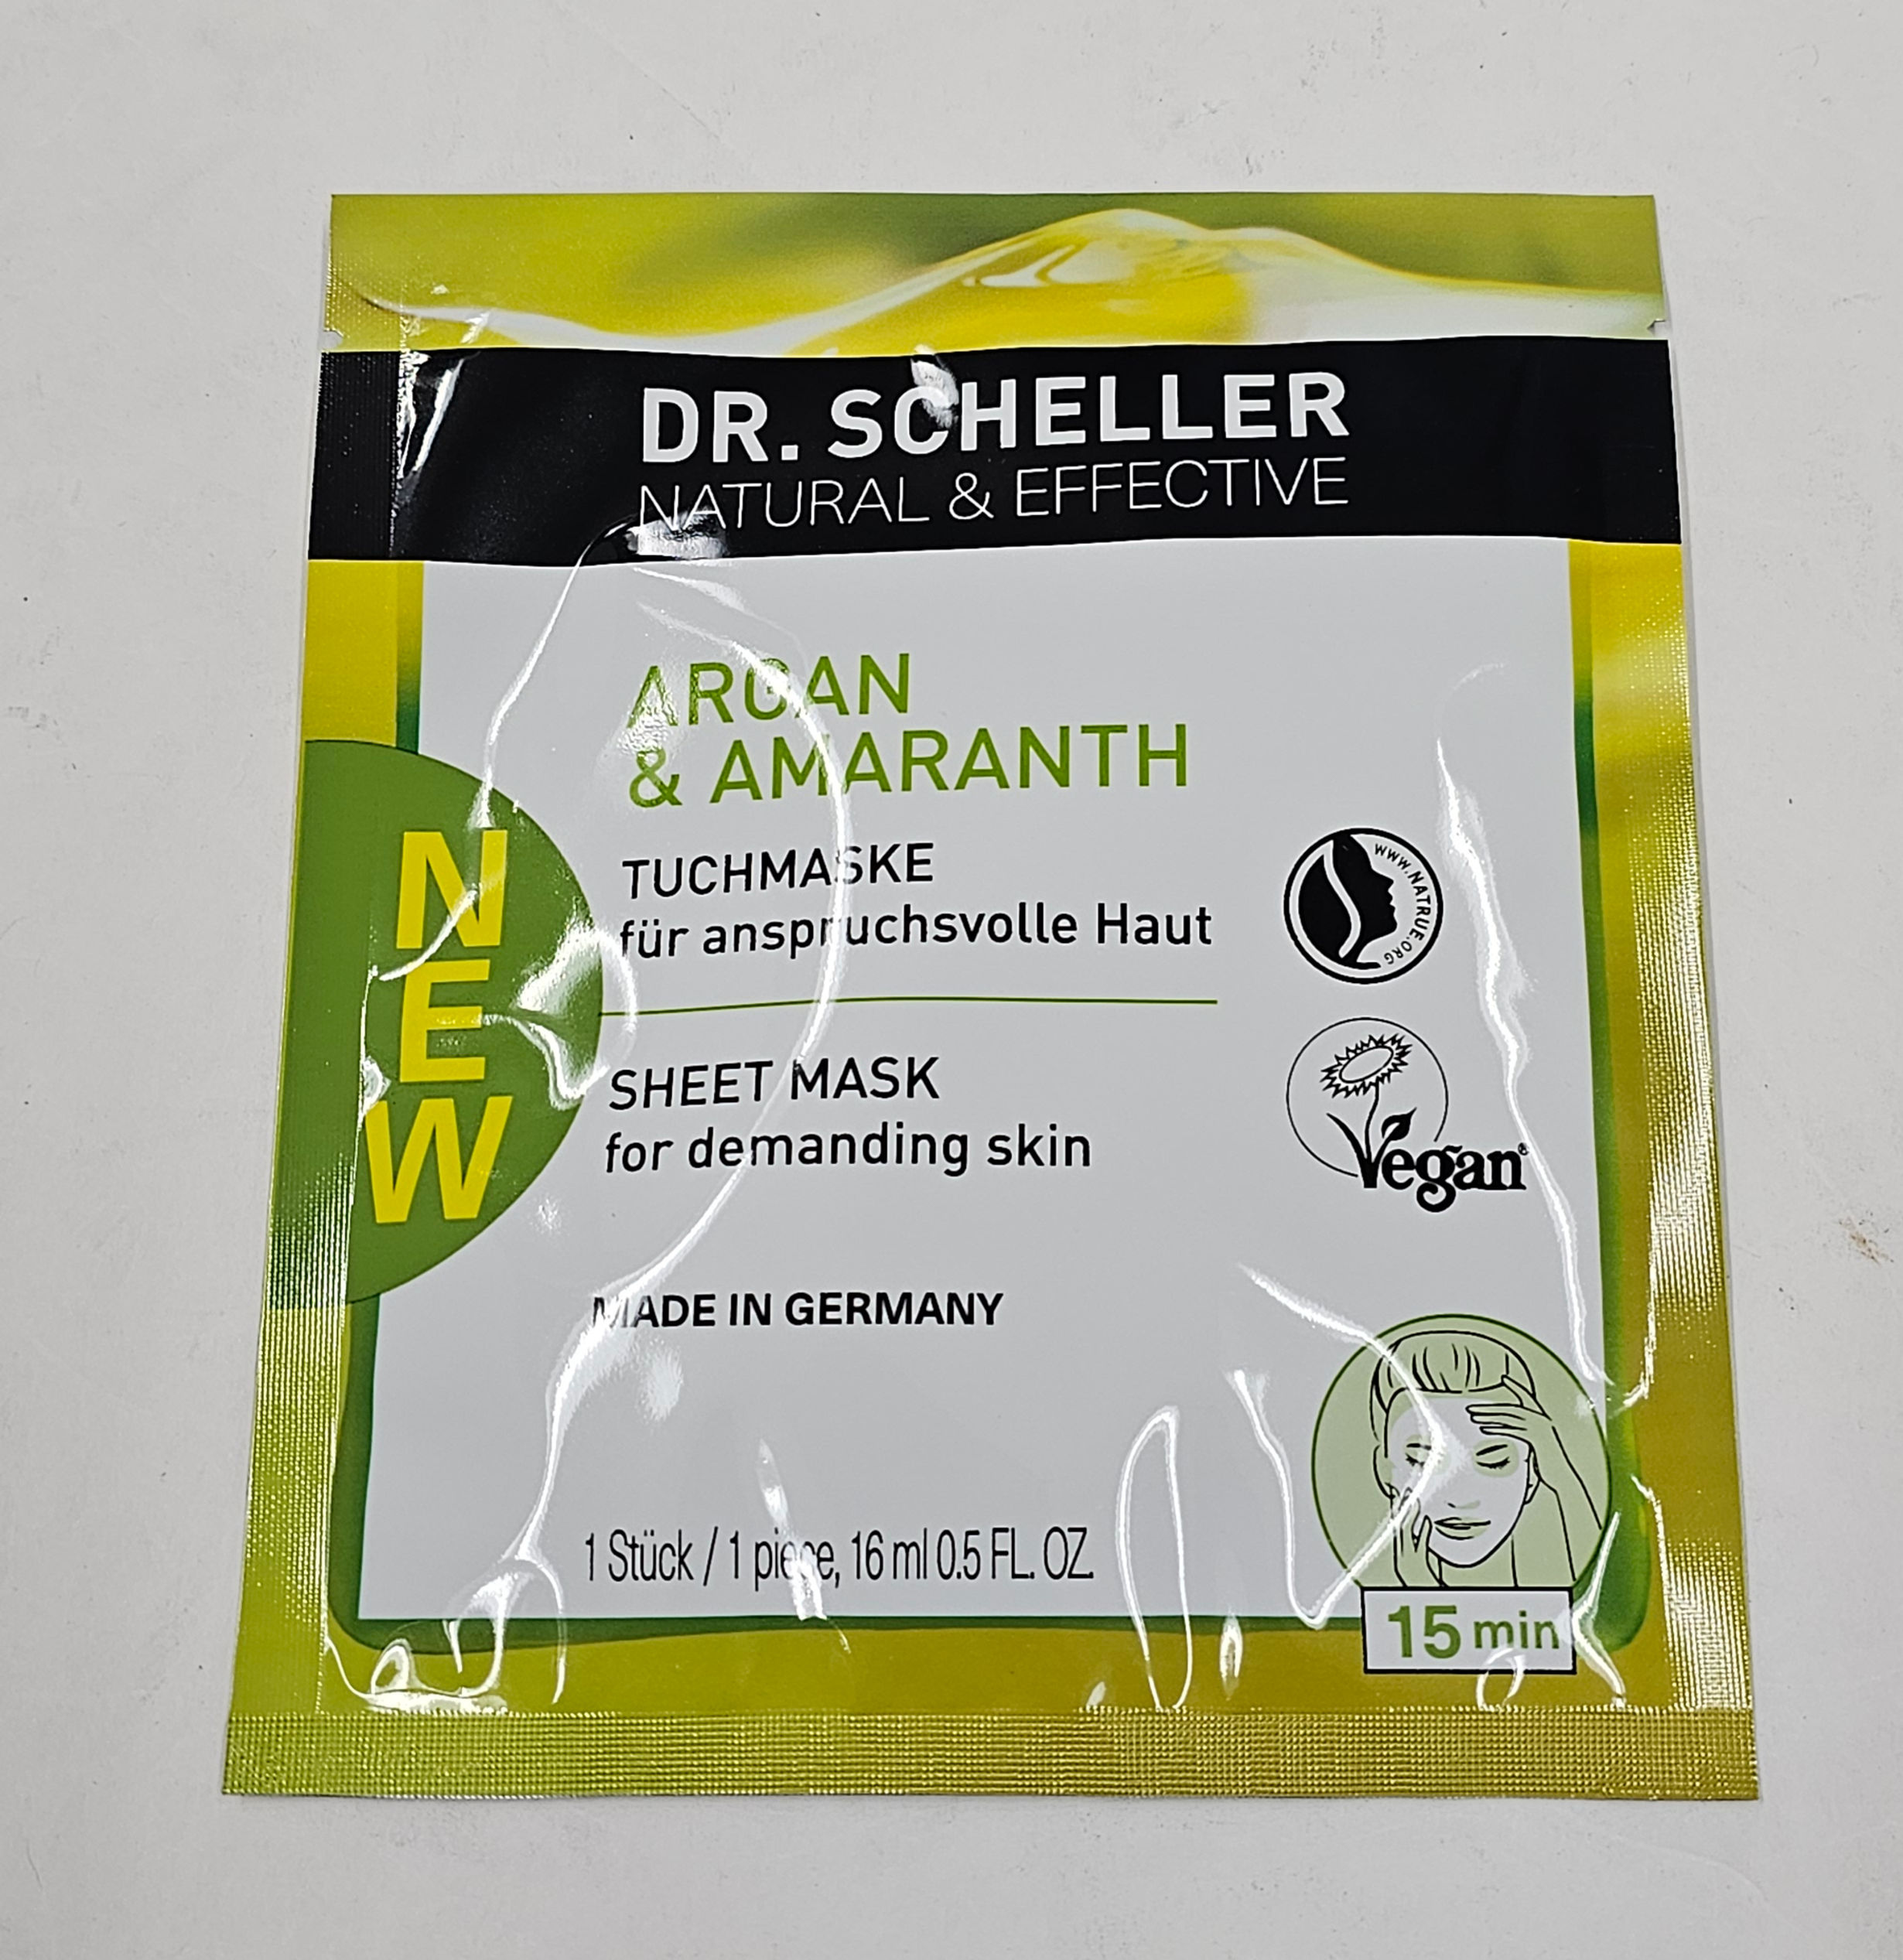 DR. SCHELLER
NATURAL & EFFECTIVE
ARGAN
& AMARANTH
TUCHMASKE
für anspruchsvolle Haut
WWW.NATRUE.ORG
NEW
SHEET MASK
for demanding skin
Vegan®
MADE IN GERMANY
1 Stück / 1 piece, 16 ml 0.5 FL. OZ.
15 min